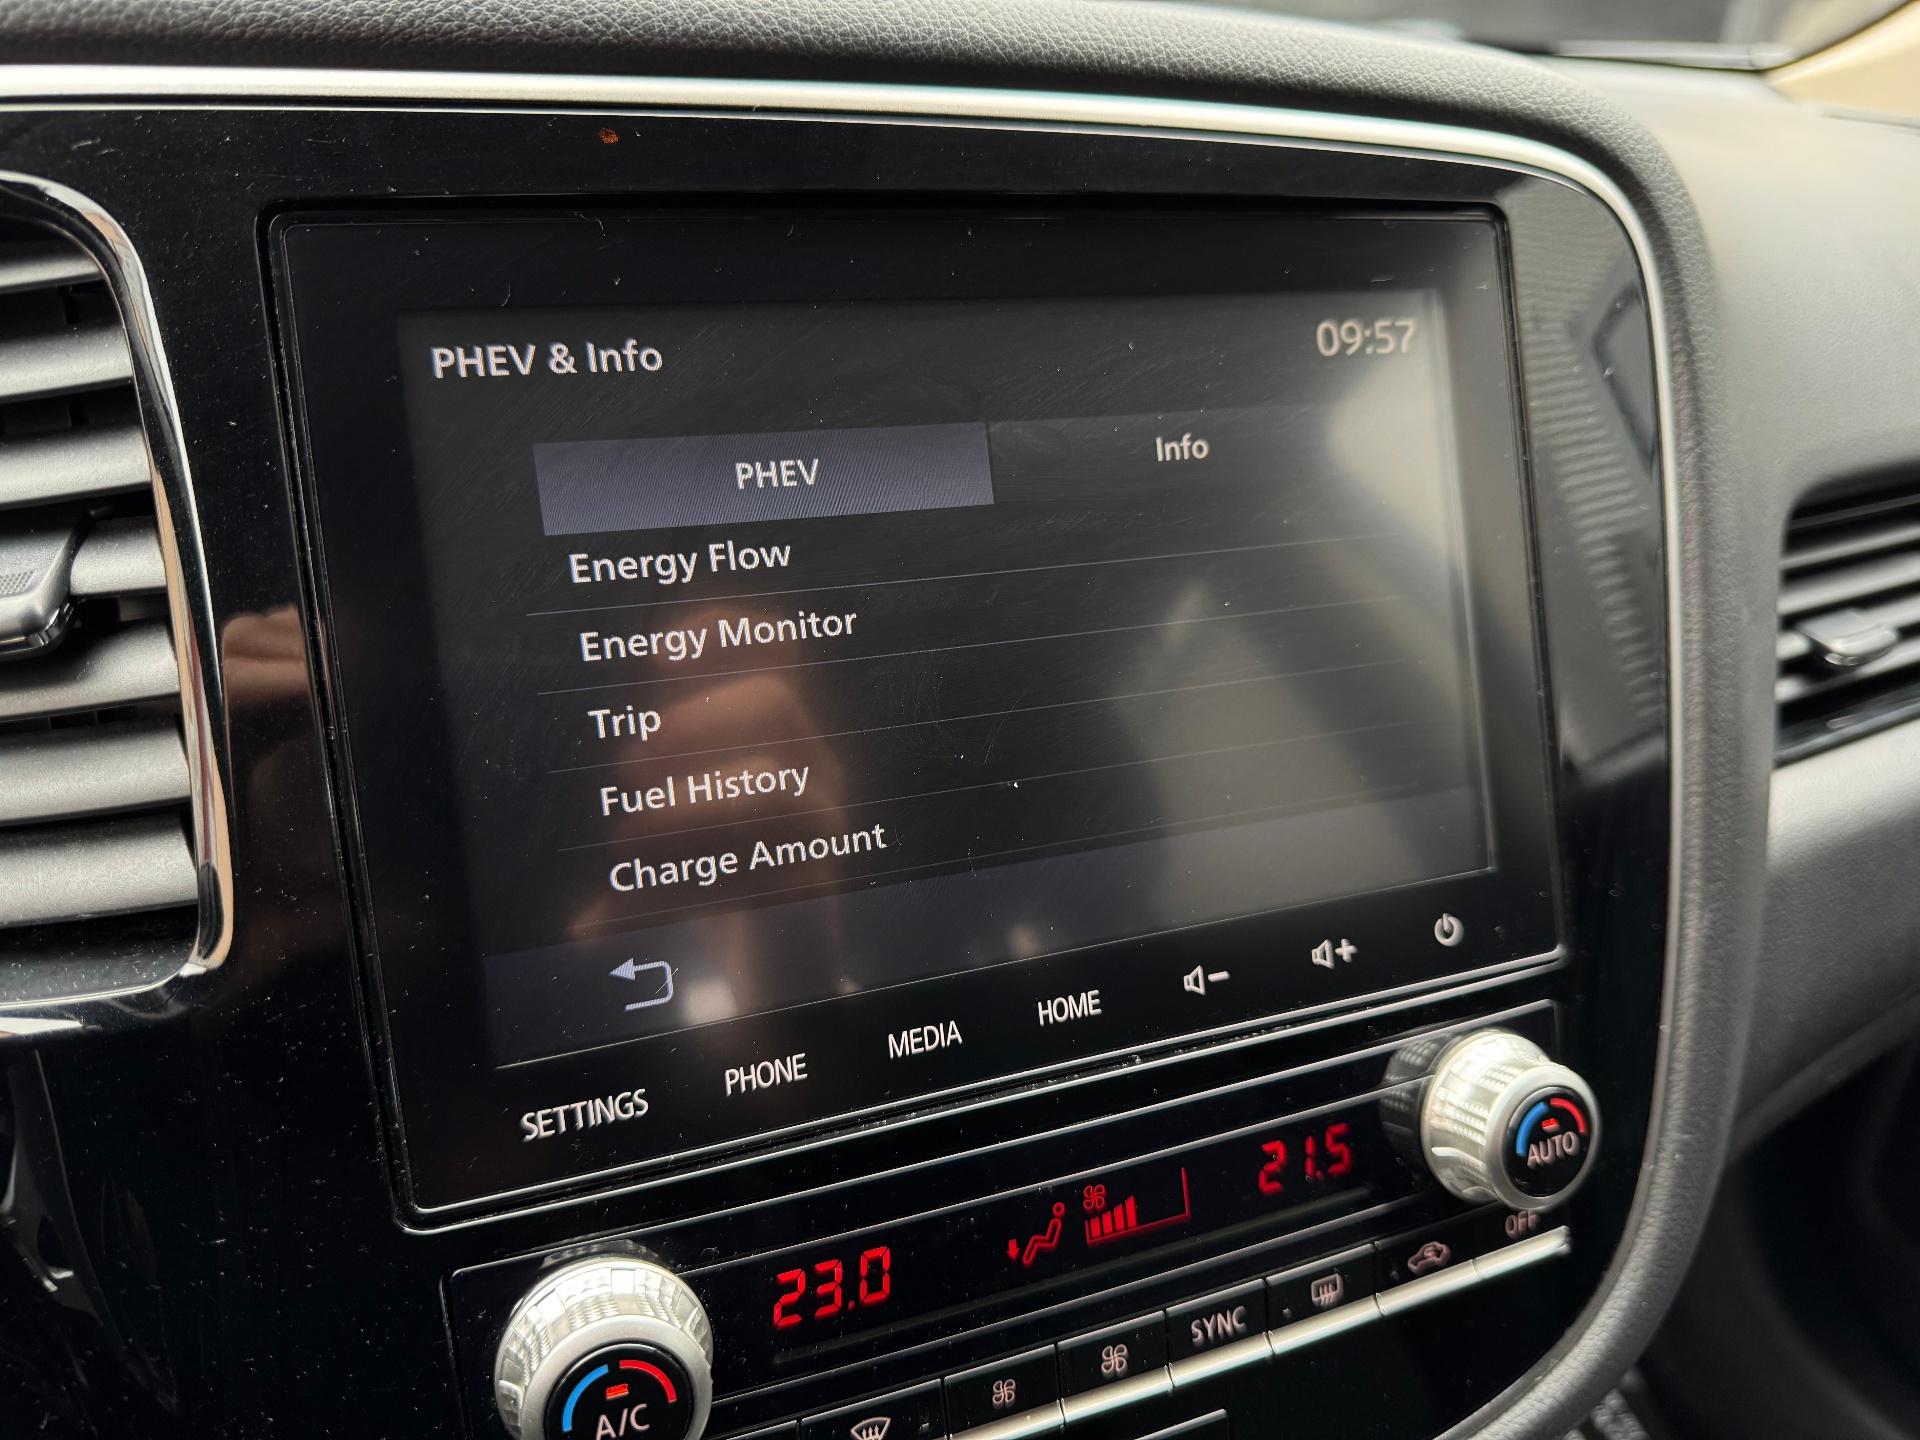 PHEV & Info
09:57
PHEV
Info
Energy Flow
Energy Monitor
Trip
Fuel History
Charge Amount
SETTINGS
PHONE
MEDIA
HOME
23.0
21.5
AUTO
OFF
SYNC
A/C